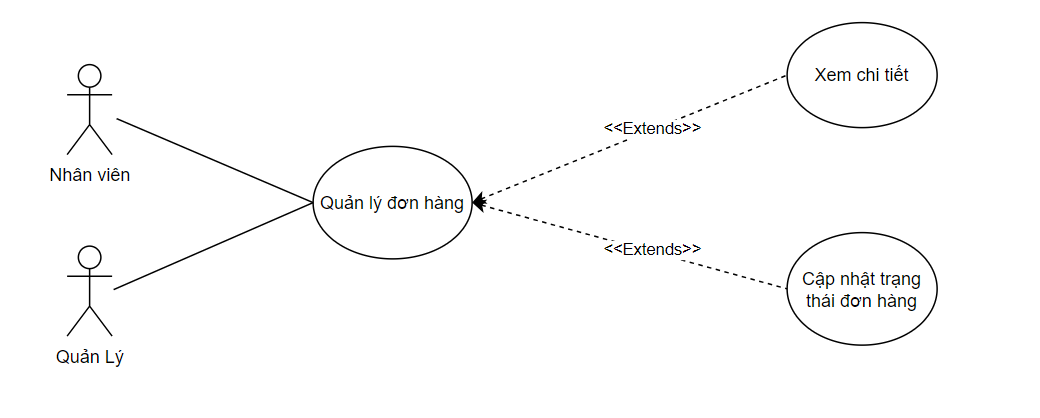 Xem chi tiết
<<Extends>>
Nhân viên
Quản lý đơn hàng
<<Extends>>
Cập nhật trạng
thái đơn hàng
Quản Lý